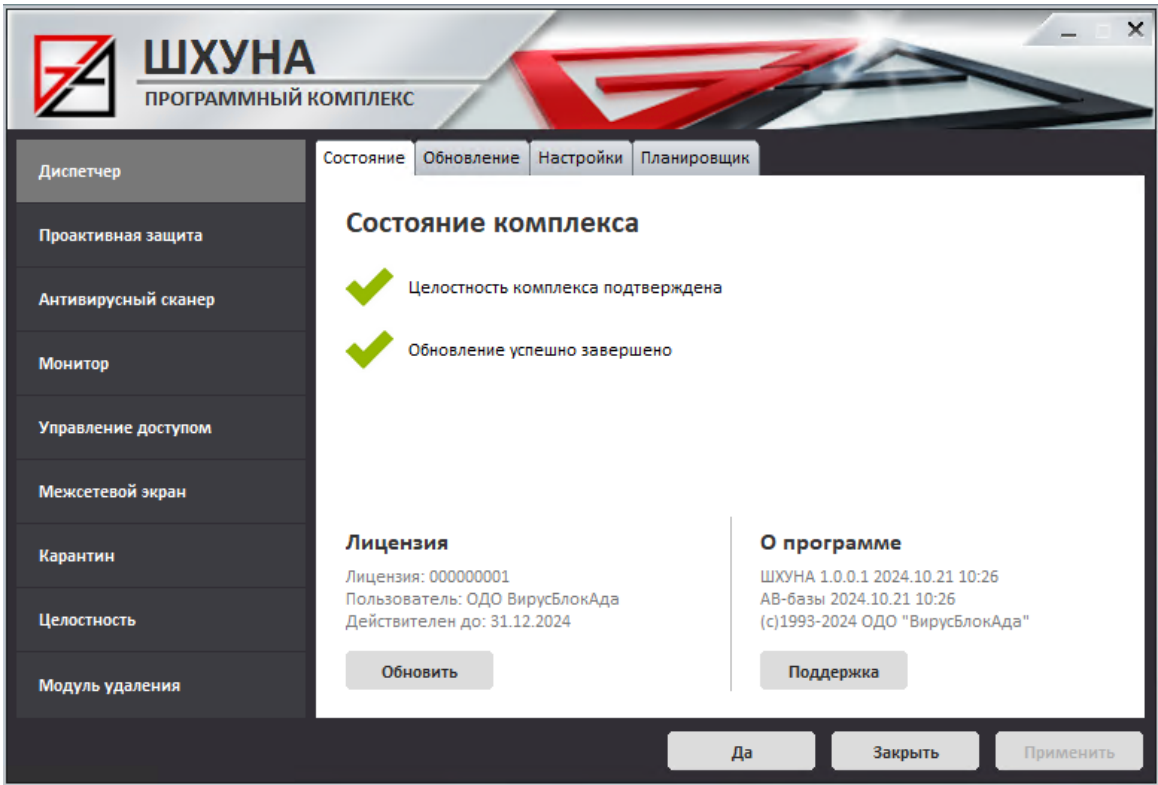 ШХУНА
ПРОГРАММНЫЙ КОМПЛЕКС
Диспетчер
Проактивная защита
Антивирусный сканер
Монитор
Управление доступом
Межсетевой экран
Карантин
Целостность
Модуль удаления
Состояние Обновление Настройки Планировщик
Состояние комплекса
Целостность комплекса подтверждена
Обновление успешно завершено
Лицензия
Лицензия: 000000001
Пользователь: ОДО ВирусБлокАда
Действителен до: 31.12.2024
Обновить
О программе
ШХУНА 1.0.0.1 2024.10.21 10:26
АВ-базы 2024.10.21 10:26
(с)1993-2024 ОДО "ВирусБлокАда"
Поддержка
Да Закрыть Применить